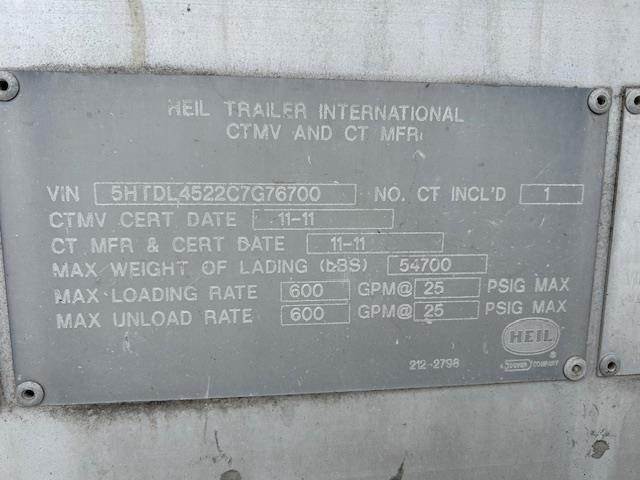 HEIL TRAILER INTERNATIONAL
CTMV AND CT MFR.
VIN 5HTDL4522C7G76700 NO. CT INCL'D 1
CTMV CERT DATE 11-11
CT MFR & CERT DATE 11-11
MAX WEIGHT OF LADING (LBS) 54700
MAX LOADING RATE 600 GPM@ 25 PSIG MAX
MAX UNLOAD RATE 600 GPM@ 25 PSIG MAX
HEIL
212-2798
A DOVER COMPANY